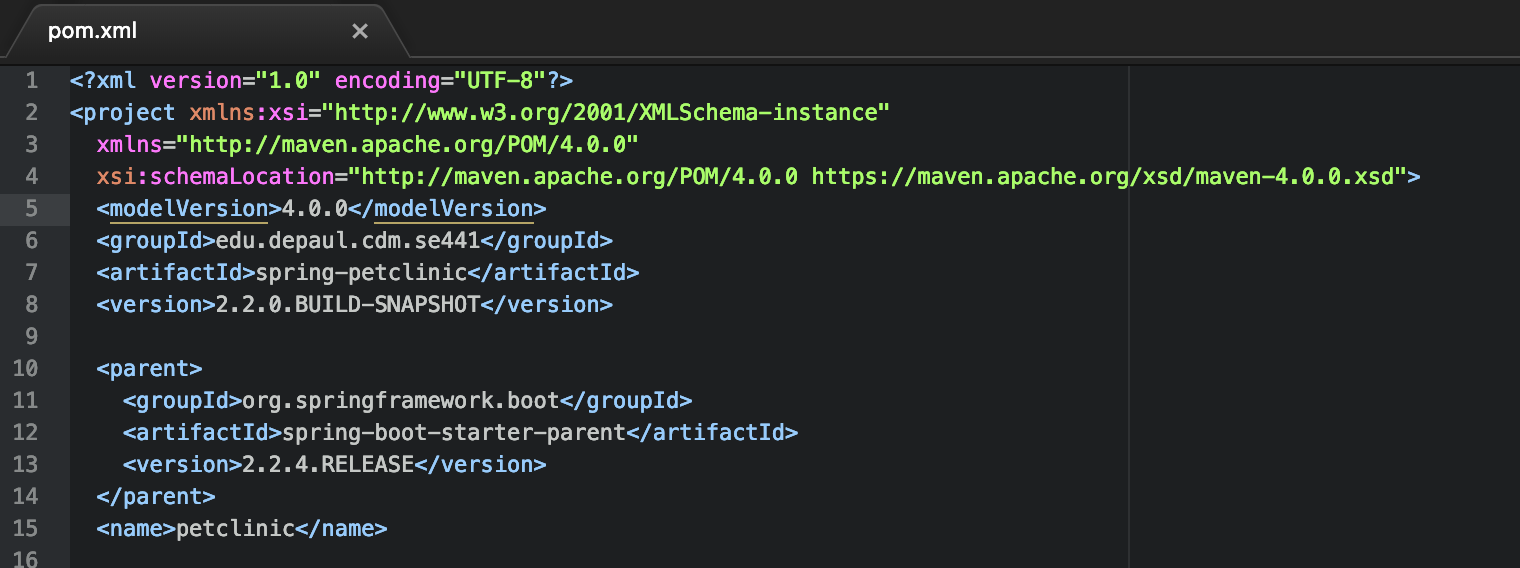 pom.xml ×
1 <?xml version="1.0" encoding="UTF-8"?>
2 <project xmlns:xsi="http://www.w3.org/2001/XMLSchema-instance"
3 xmlns="http://maven.apache.org/POM/4.0.0"
4 xsi:schemaLocation="http://maven.apache.org/POM/4.0.0 https://maven.apache.org/xsd/maven-4.0.0.xsd">
5 <modelVersion>4.0.0</modelVersion>
6 <groupId>edu.depaul.cdm.se441</groupId>
7 <artifactId>spring-petclinic</artifactId>
8 <version>2.2.0.BUILD-SNAPSHOT</version>
9
10 <parent>
11 <groupId>org.springframework.boot</groupId>
12 <artifactId>spring-boot-starter-parent</artifactId>
13 <version>2.2.4.RELEASE</version>
14 </parent>
15 <name>petclinic</name>
16